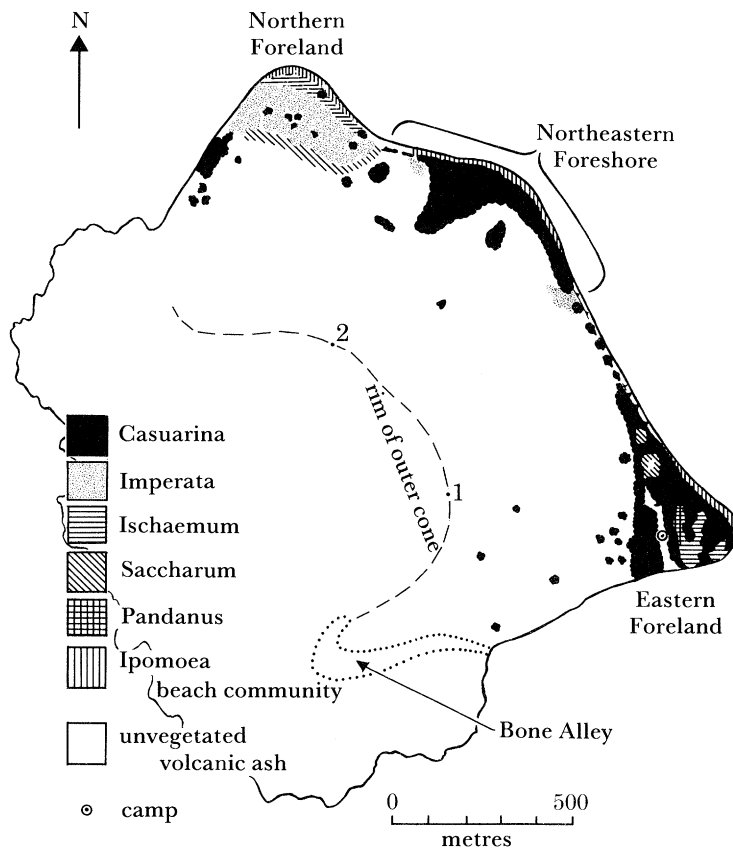 N
Northern
Foreland
Northeastern
Foreshore
2
rim of outer cone
1
Casuarina
Imperata
Ischaemum
Saccharum
Pandanus
Ipomoea
beach community
unvegetated
volcanic ash
camp
Eastern
Foreland
Bone Alley
0 500
metres